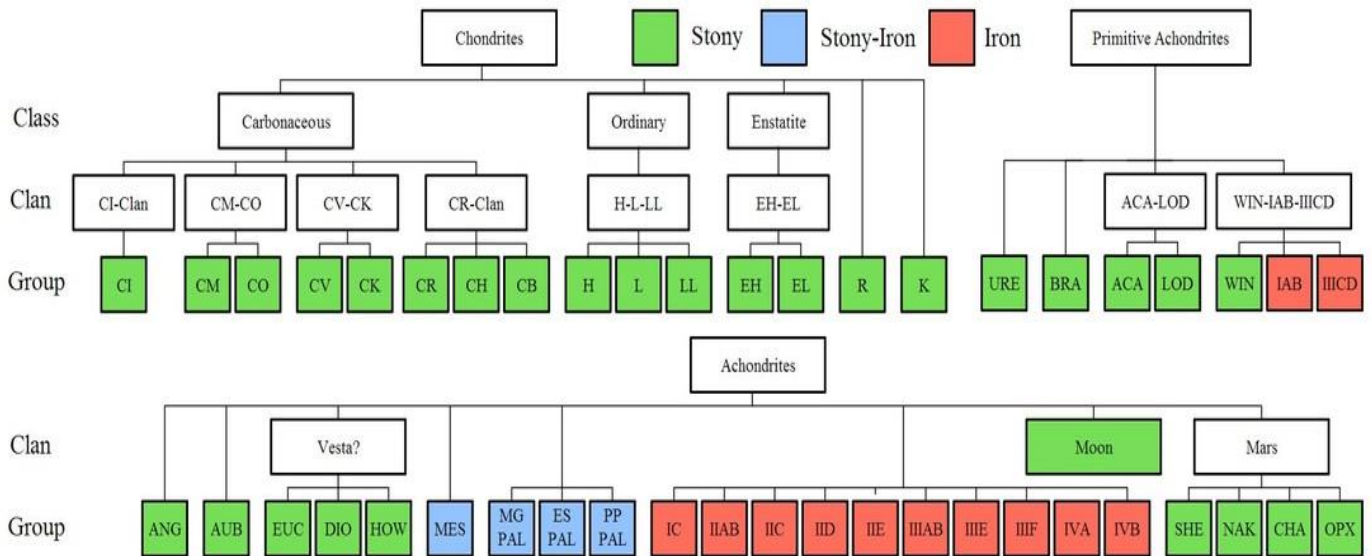 Chondrites
Stony
Stony-Iron
Iron
Primitive Achondrites
Class
Carbonaceous
Ordinary
Enstatite
Clan
CI-Clan
CM-CO
CV-CK
CR-Clan
H-L-LL
EH-EL
ACA-LOD
WIN-IAB-IIICD
Group
CI
CM
CO
CV
CK
CR
CH
CB
H
L
LL
EH
EL
R
K
URE
BRA
ACA
LOD
WIN
IAB
IIICD
Achondrites
Clan
Vesta?
Moon
Mars
Group
ANG
AUB
EUC
DIO
HOW
MES
MG
PAL
ES
PAL
PP
PAL
IC
IIAB
IIC
IID
IIE
IIIAB
IIIE
IIIF
IVA
IVB
SHE
NAK
CHA
OPX